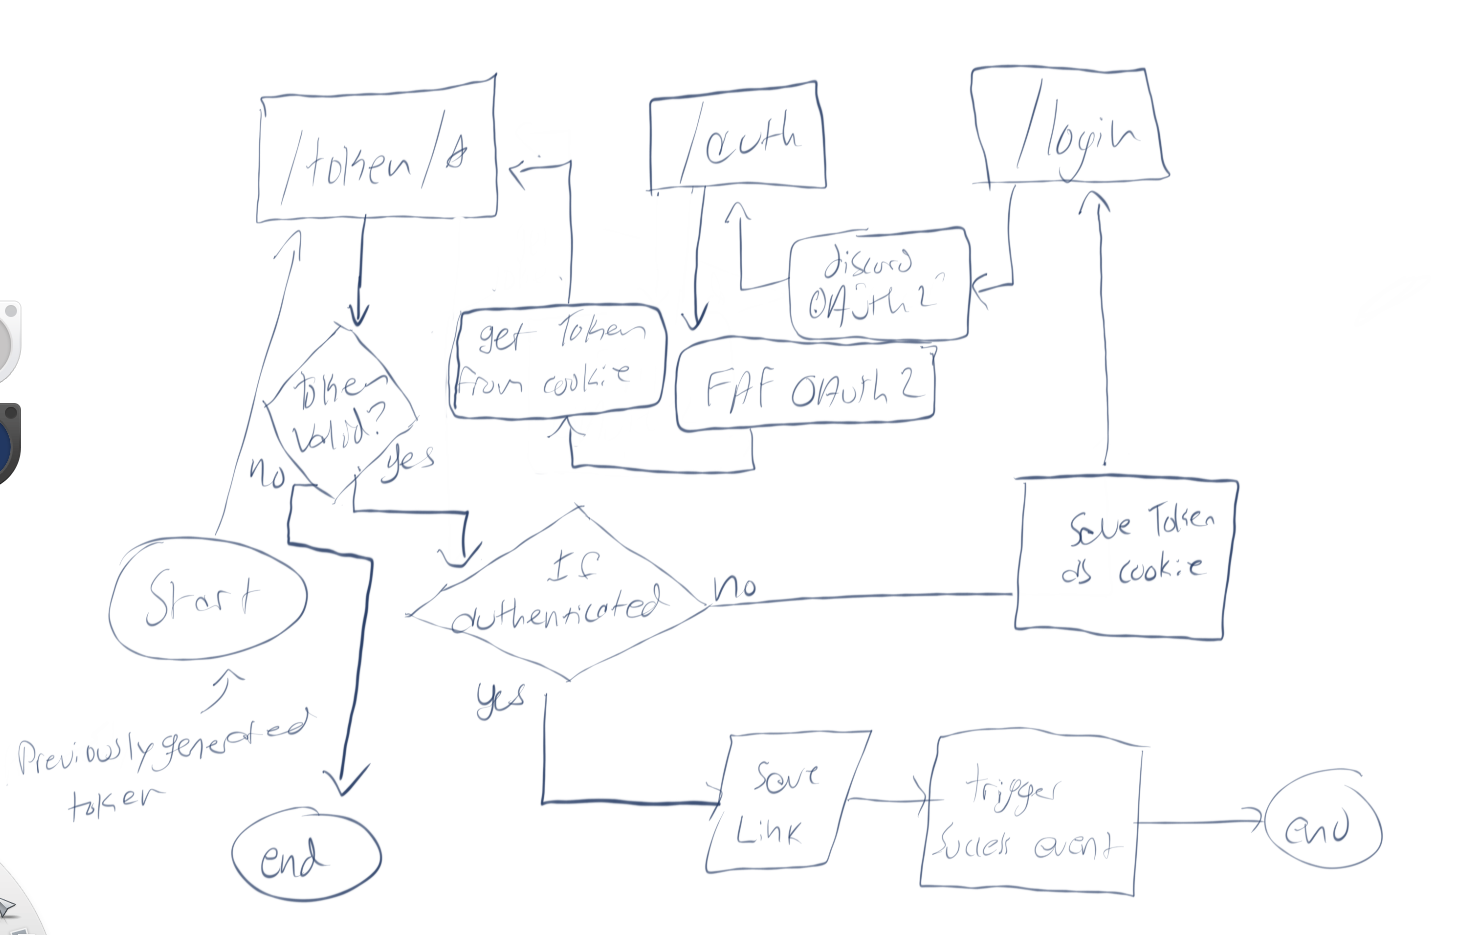 /token/*
/auth
/login
discord
OAuth2
get Token
from cookie
FAF OAuth2
token
valid?
no
yes
Start
If
authenticated
no
Save Token
as cookie
Previously generated
token
yes
Save
Link
trigger
success event
end
end